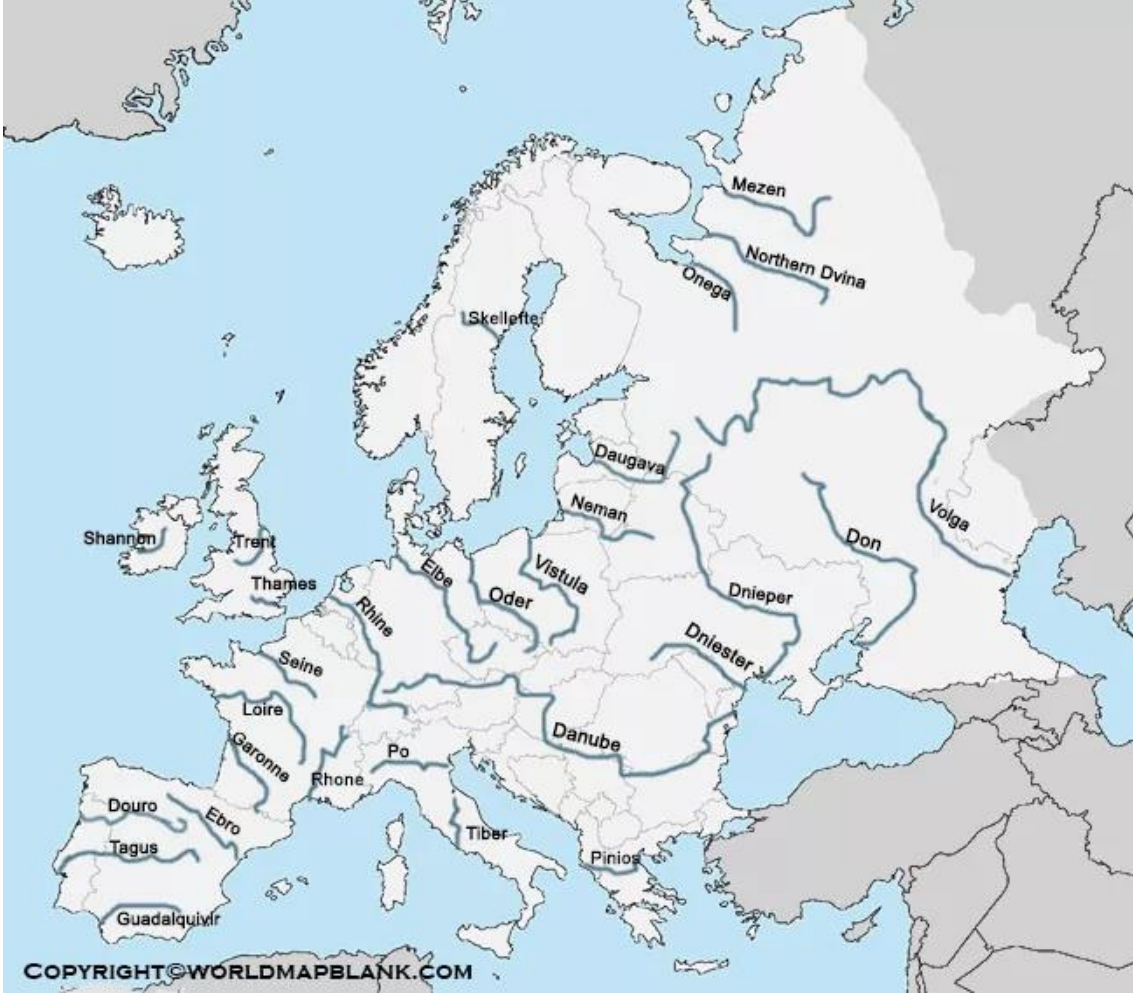 Mezen
Northern Dvina
Onega
Skellefte
Daugava
Neman
Volga
Don
Shannon
Trent
Thames
Elbe
Vistula
Oder
Rhine
Dnieper
Dniester
Seine
Loire
Danube
Garonne
Po
Rhone
Douro
Ebro
Tiber
Tagus
Pinios
Guadalquivir
COPYRIGHT©WORLDMAPBLANK.COM